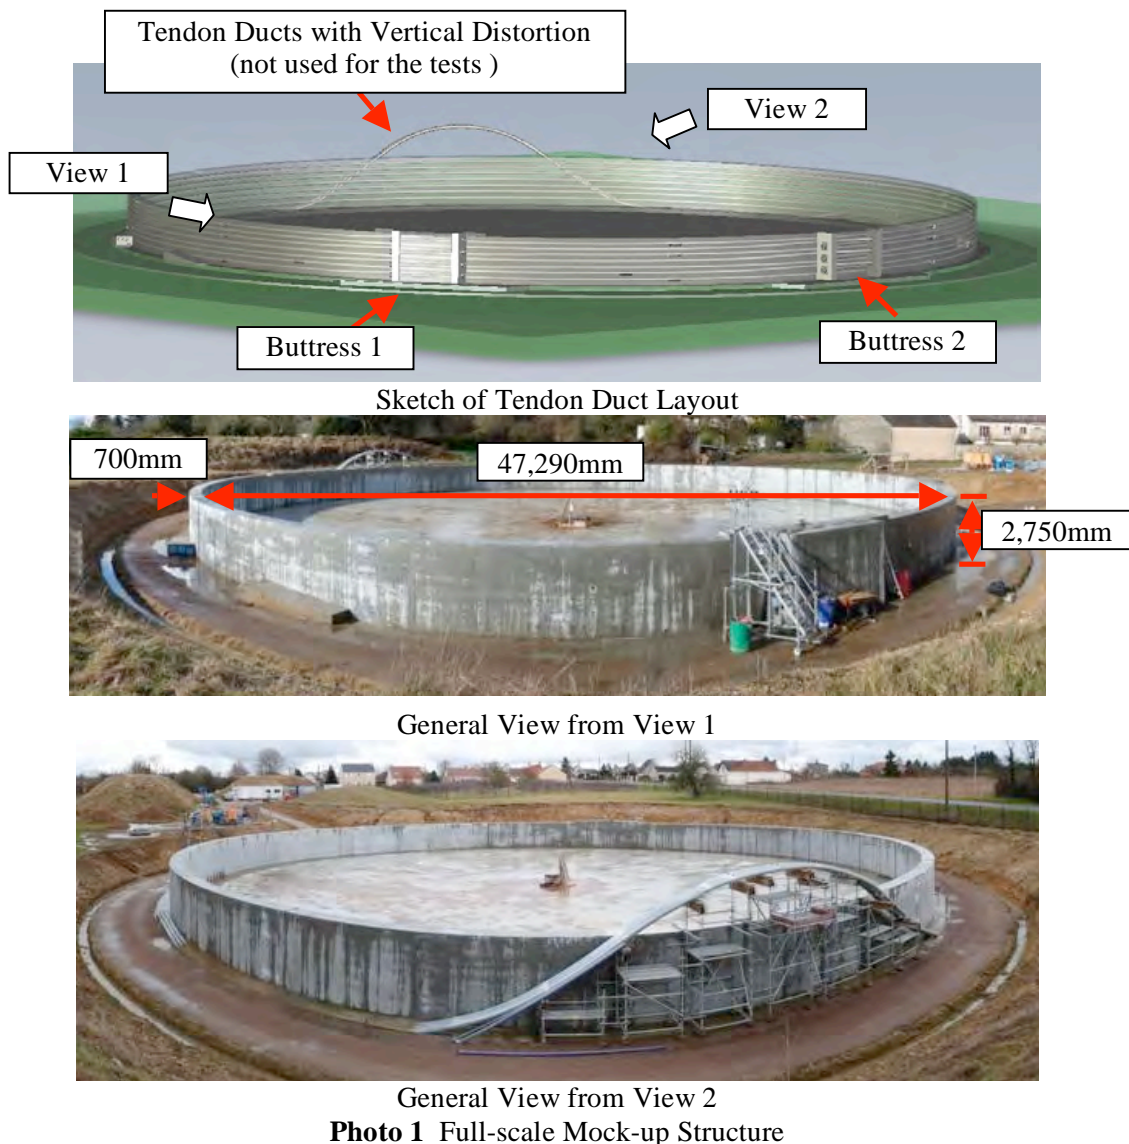 Tendon Ducts with Vertical Distortion
(not used for the tests )
View 2
View 1
Buttress 1
Buttress 2
Sketch of Tendon Duct Layout
700mm
47,290mm
2,750mm
General View from View 1
General View from View 2
Photo 1 Full-scale Mock-up Structure